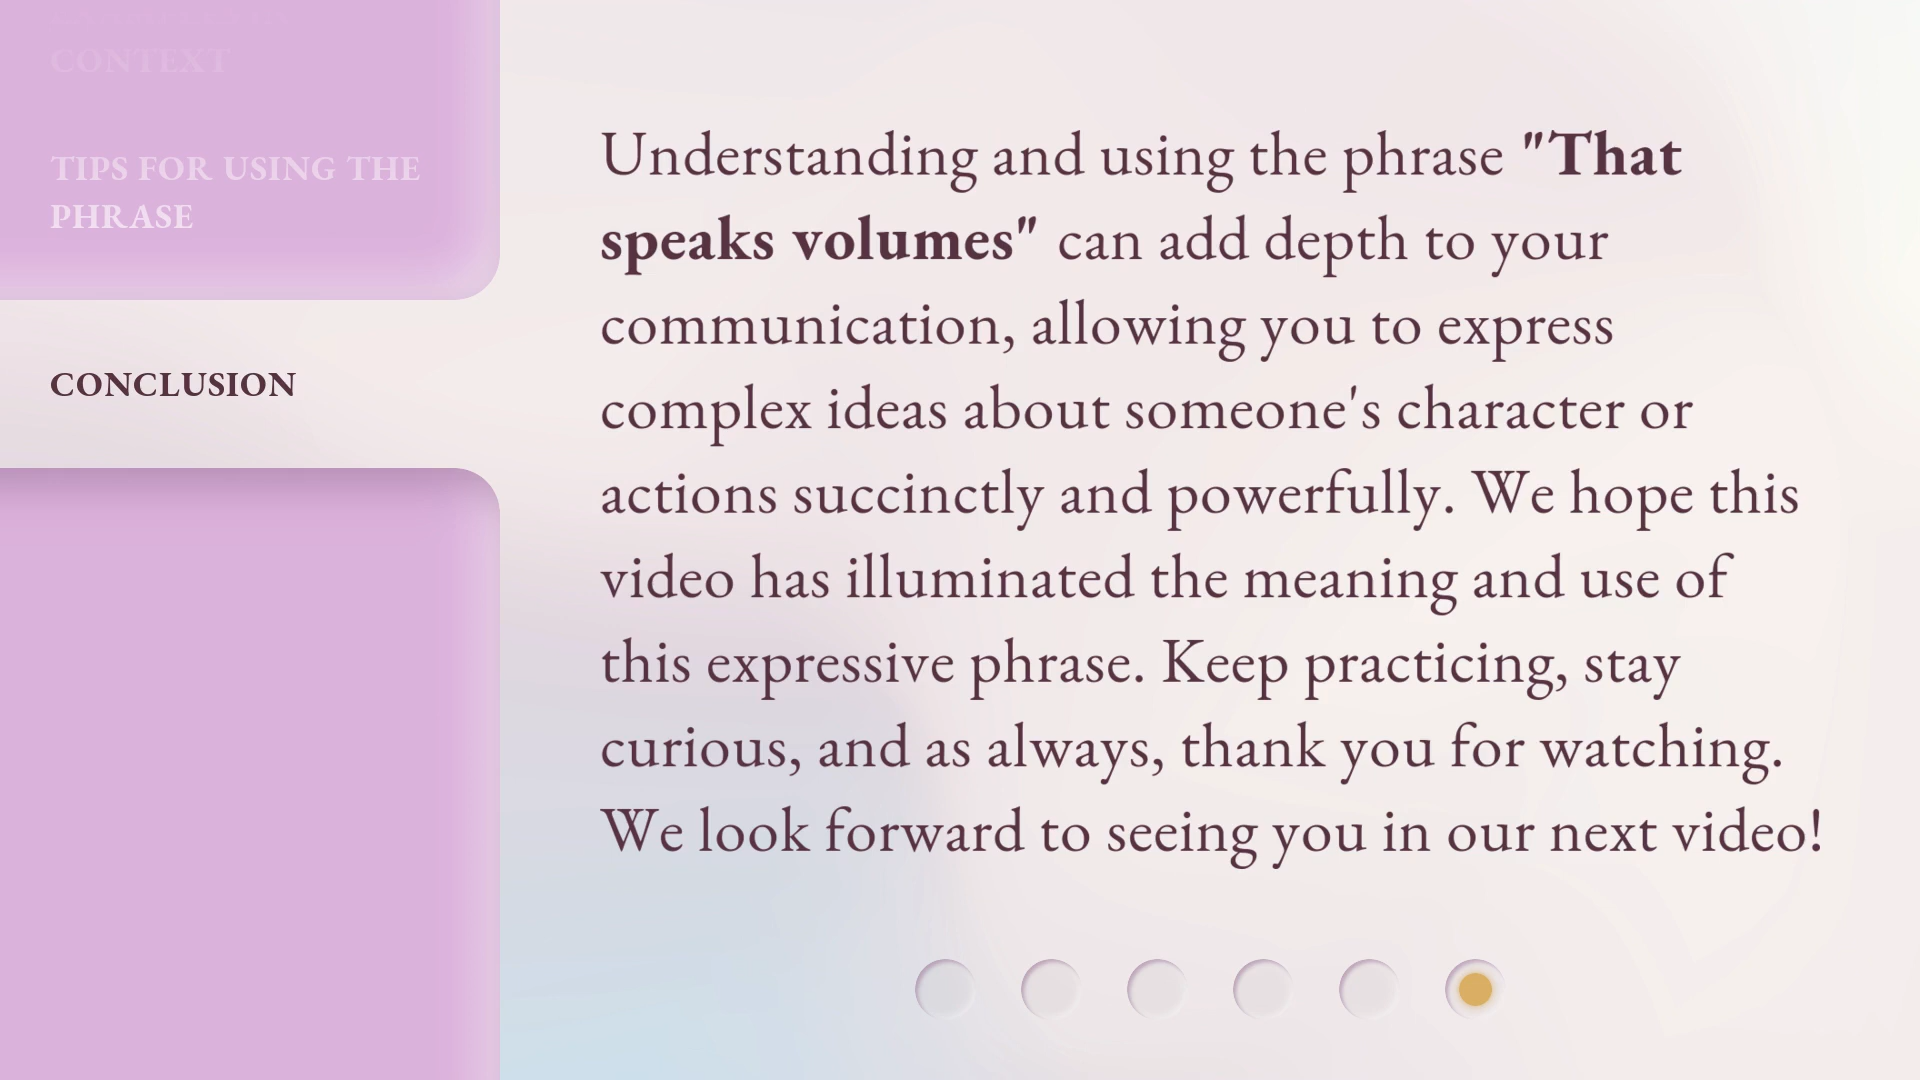 CONTEXT
TIPS FOR USING THE
PHRASE
CONCLUSION
Understanding and using the phrase "That
speaks volumes" can add depth to your
communication, allowing you to express
complex ideas about someone's character or
actions succinctly and powerfully. We hope this
video has illuminated the meaning and use of
this expressive phrase. Keep practicing, stay
curious, and as always, thank you for watching.
We look forward to seeing you in our next video!